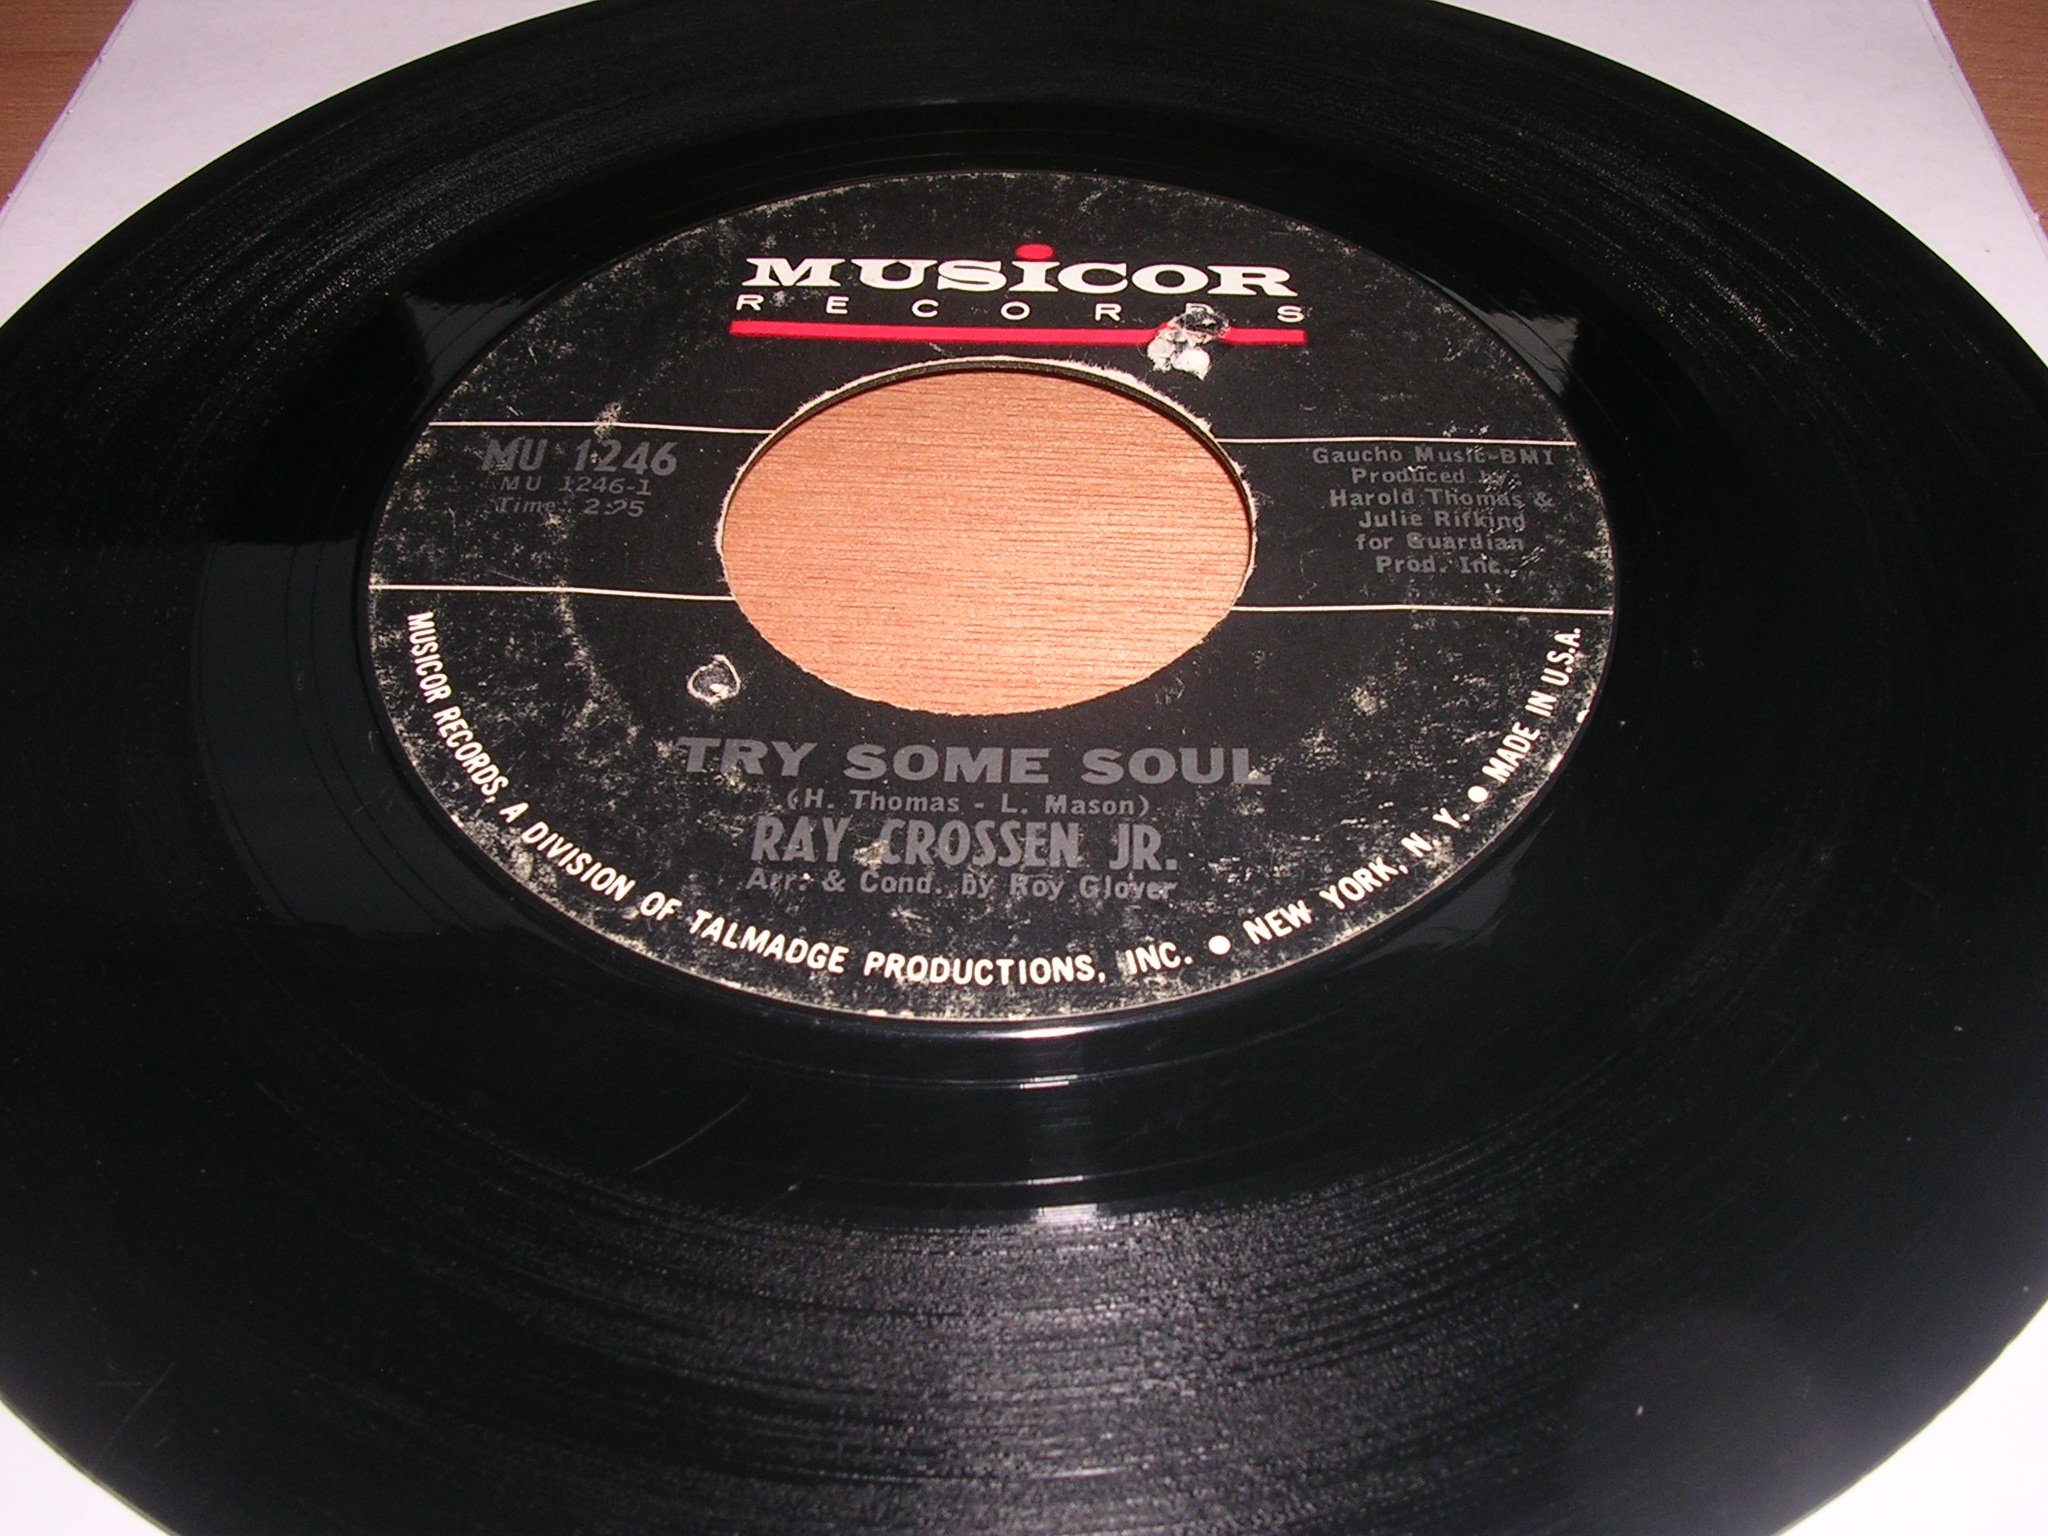 MUSICOR
RECORDS
MU 1246
MU 1246-1
Time: 2:25
Gaucho Music-BMI
Produced by
Harold Thomas &
Julie Rifkind
for Guardian
Prod. Inc.
TRY SOME SOUL
(H. Thomas - L. Mason)
RAY CROSSEN JR.
Arr. & Cond. by Roy Glover
MUSICOR RECORDS, A DIVISION OF TALMADGE PRODUCTIONS, INC. ● NEW YORK, N. Y. ● MADE IN U.S.A.